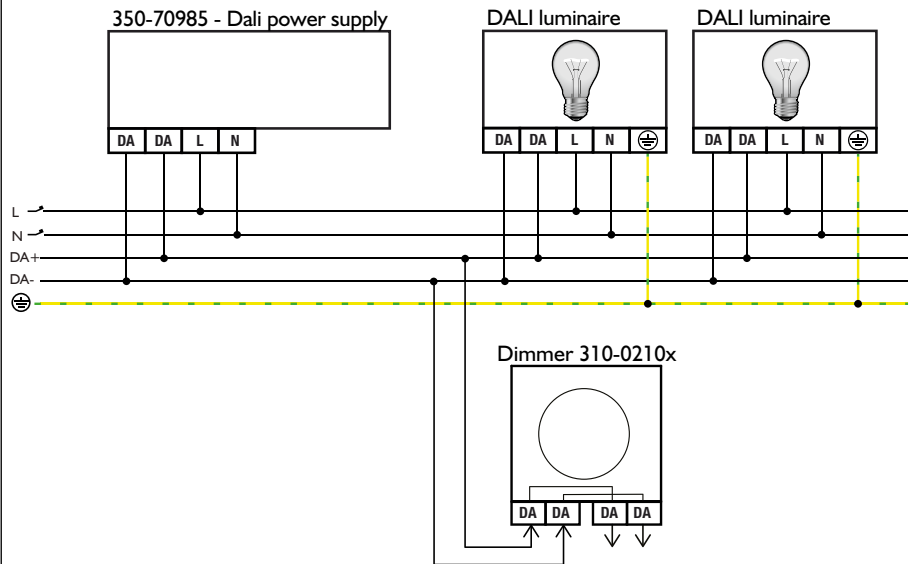 350-70985 - Dali power supply
DALI luminaire
DALI luminaire
DA DA L N
DA DA L N
DA DA L N
L
N
DA+
DA-
Dimmer 310-0210x
DA DA DA DA